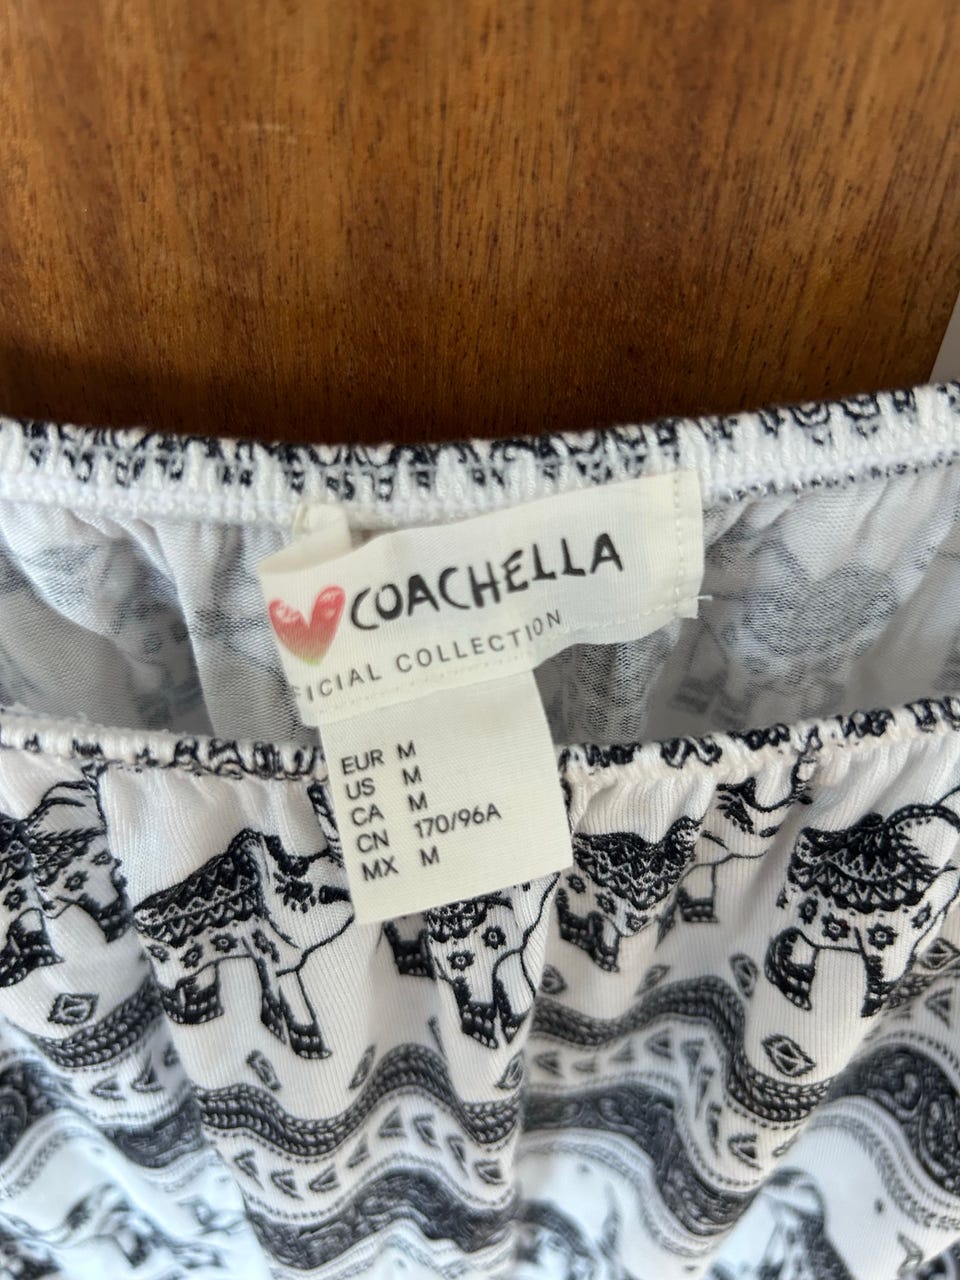 COACHELLA
FICIAL COLLECTION
EUR M
US M
CA M
CN 170/96A
MX M